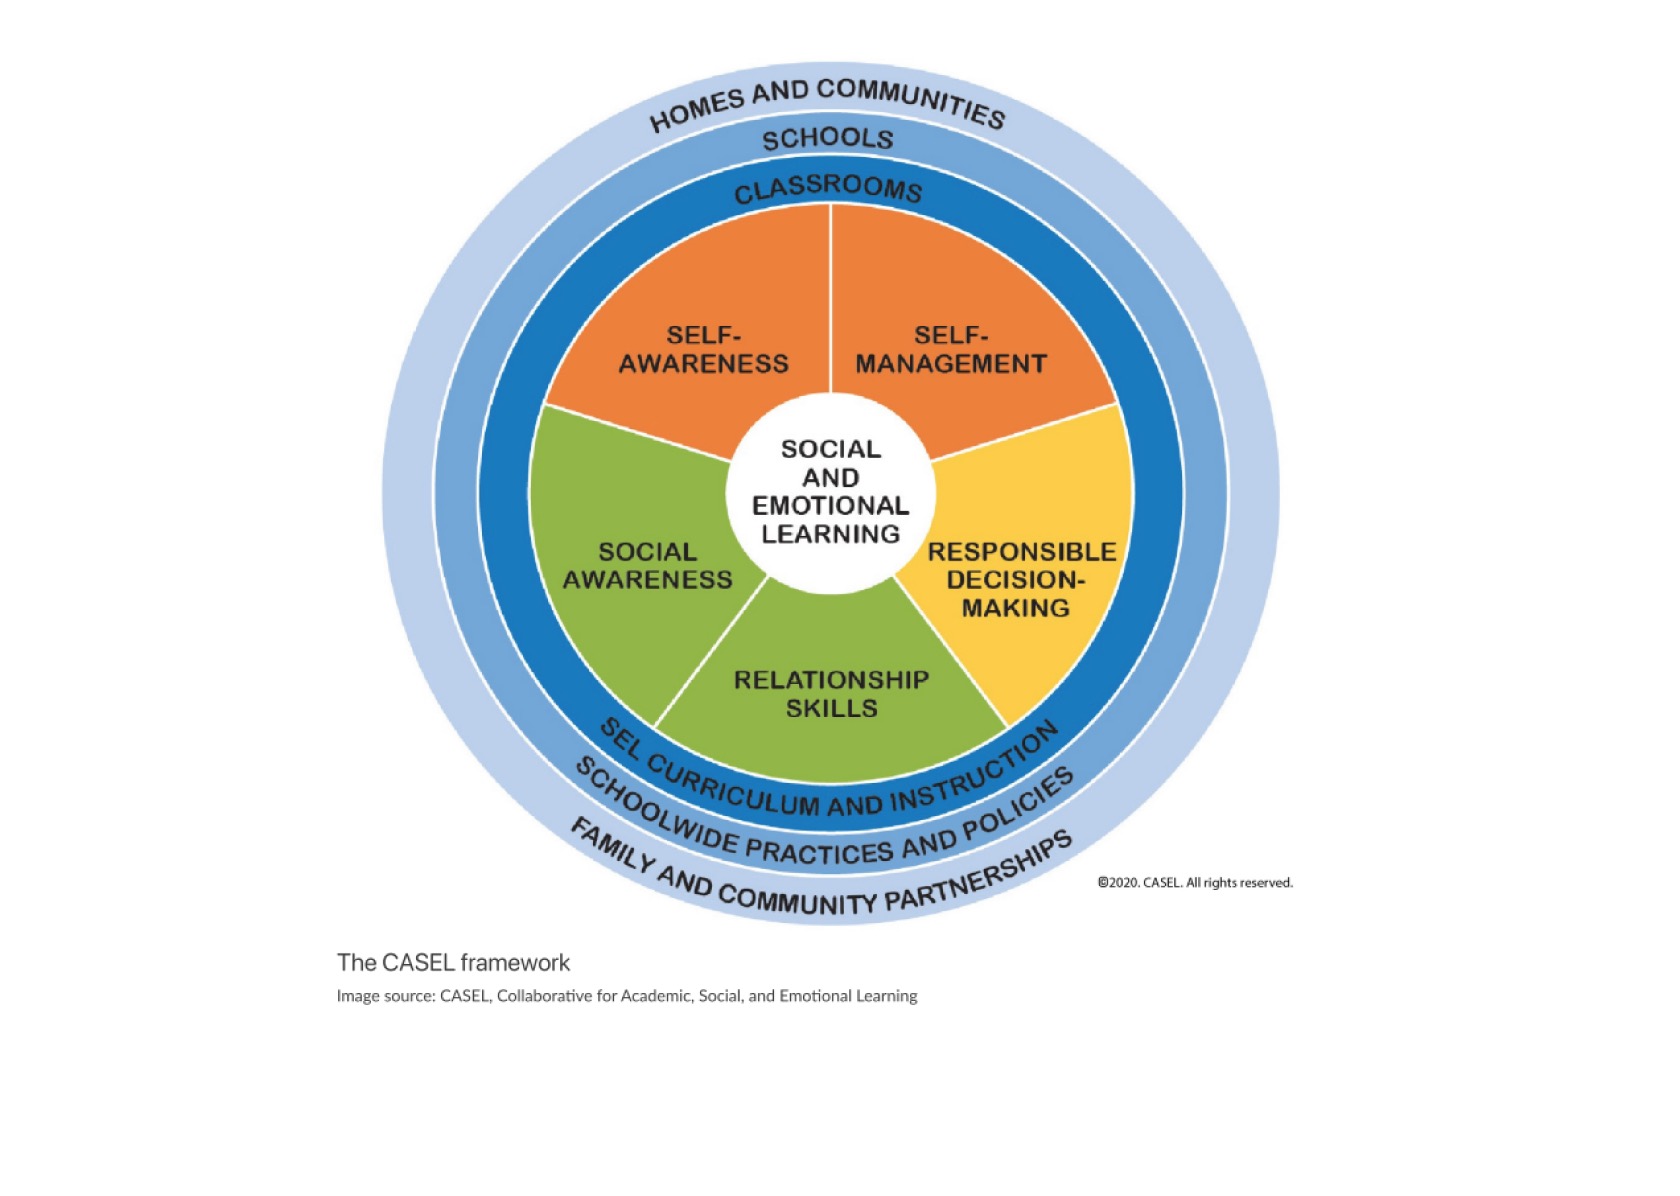 HOMES AND COMMUNITIES
SCHOOLS
CLASSROOMS
SELF-
AWARENESS
SELF-
MANAGEMENT
SOCIAL
AND
EMOTIONAL
LEARNING
SOCIAL
AWARENESS
RESPONSIBLE
DECISION-
MAKING
RELATIONSHIP
SKILLS
SEL CURRICULUM AND INSTRUCTION
SCHOOLWIDE PRACTICES AND POLICIES
FAMILY AND COMMUNITY PARTNERSHIPS
©2020. CASEL. All rights reserved.
The CASEL framework
Image source: CASEL, Collaborative for Academic, Social, and Emotional Learning